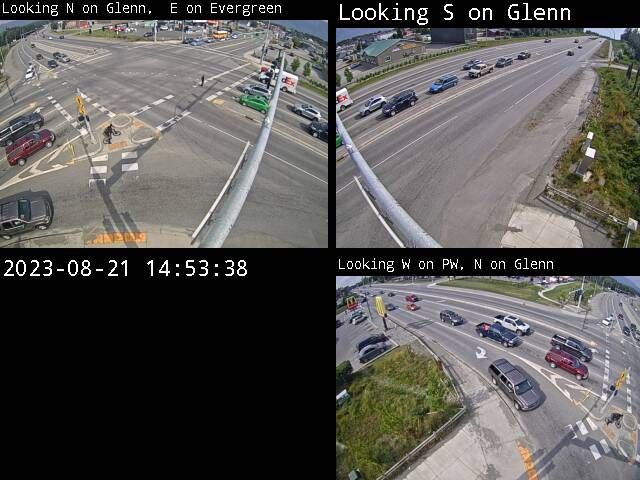 Looking N on Glenn,  E on Evergreen
Looking S on Glenn
2023-08-21 14:53:38
Looking W on PW, N on Glenn